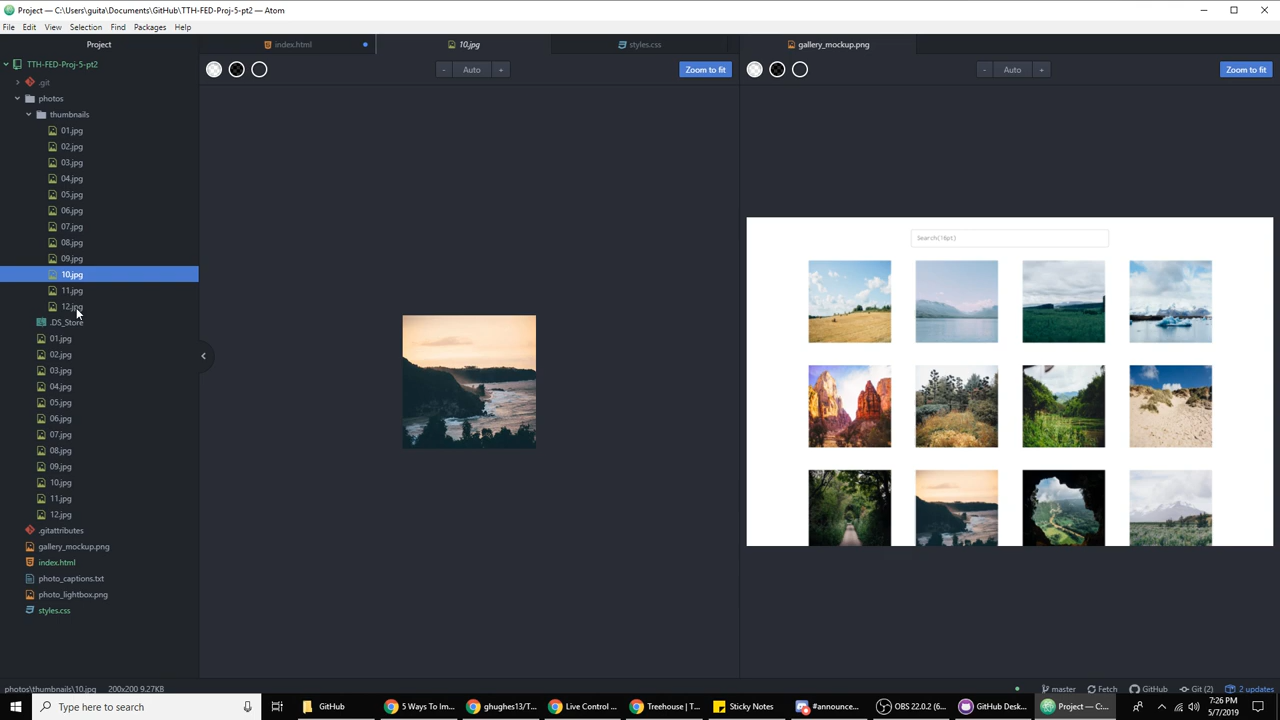 Project — C:\Users\guita\Documents\GitHub\TTH-FED-Proj-5-pt2 — Atom
File Edit View Selection Find Packages Help
Project
index.html
10.jpg
styles.css
gallery_mockup.png
TTH-FED-Proj-5-pt2
.git
photos
thumbnails
01.jpg
02.jpg
03.jpg
04.jpg
05.jpg
06.jpg
07.jpg
08.jpg
09.jpg
10.jpg
11.jpg
12.jpg
.DS_Store
01.jpg
02.jpg
03.jpg
04.jpg
05.jpg
06.jpg
07.jpg
08.jpg
09.jpg
10.jpg
11.jpg
12.jpg
.gitattributes
gallery_mockup.png
index.html
photo_captions.txt
photo_lightbox.png
styles.css
- Auto +
Zoom to fit
- Auto +
Zoom to fit
Search(16pt)
photos\thumbnails\10.jpg 200x200 9.27KB
master Fetch GitHub Git (2) 2 updates
Type here to search
GitHub
5 Ways To Im...
ghughes13/T...
Live Control ...
Treehouse | T...
Sticky Notes
#announce...
OBS 22.0.2 (6...
GitHub Desk...
Project — C:...
7:26 PM
5/7/2019